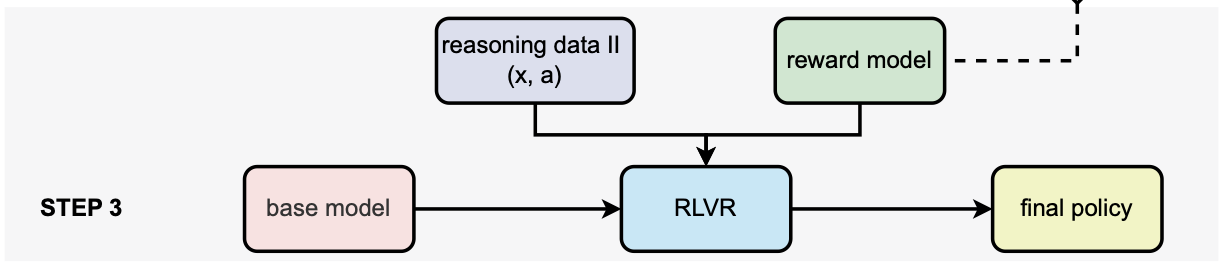 reasoning data II
(x, a)
reward model
STEP 3
base model
RLVR
final policy